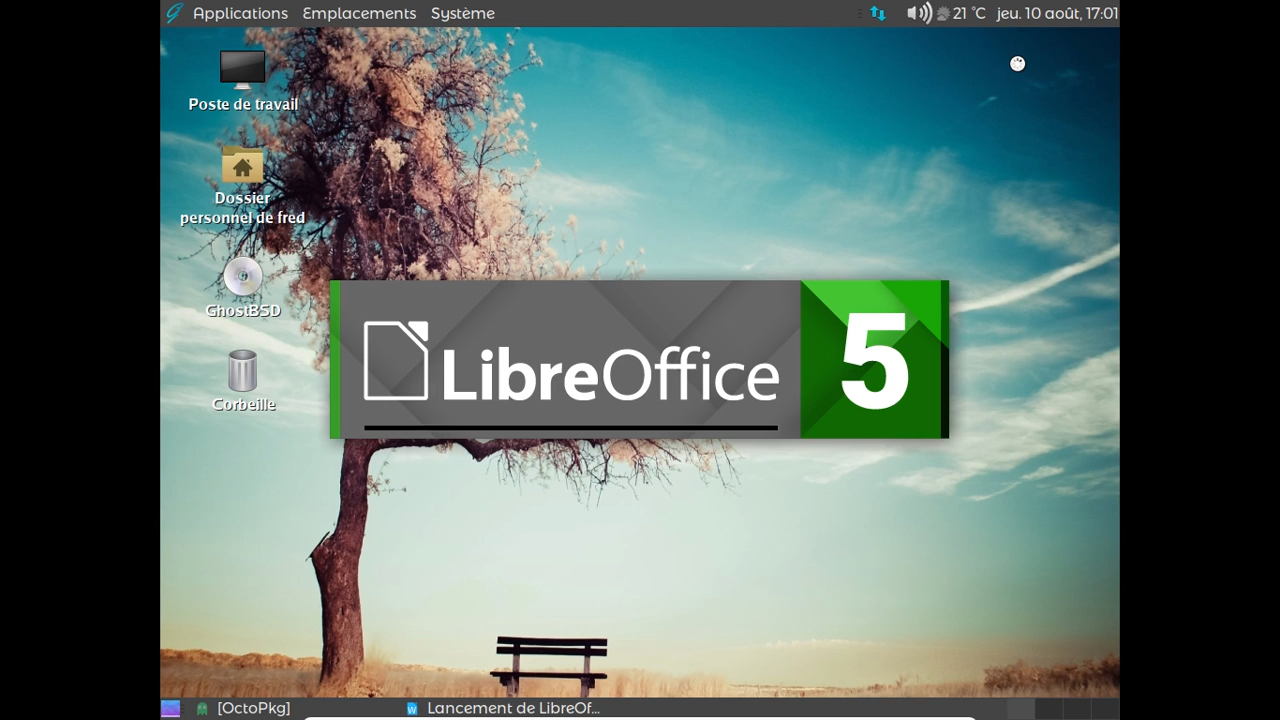 Applications Emplacements Système 21 °C jeu. 10 août, 17:01
Poste de travail
Dossier
personnel de fred
GhostBSD
Corbeille
LibreOffice 5
[OctoPkg] Lancement de LibreOf...